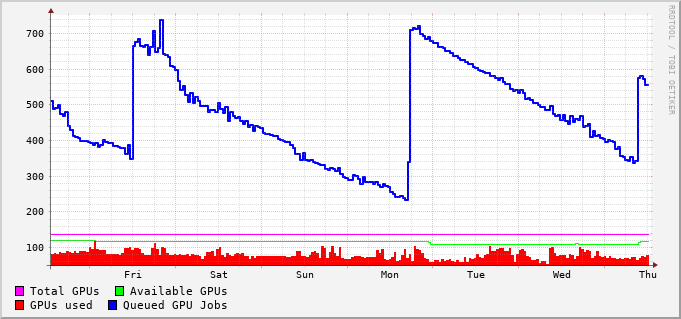 700
600
500
400
300
200
100
Fri Sat Sun Mon Tue Wed Thu
Total GPUs Available GPUs
GPUs used Queued GPU Jobs
RRDTOOL / TOBI OETIKER